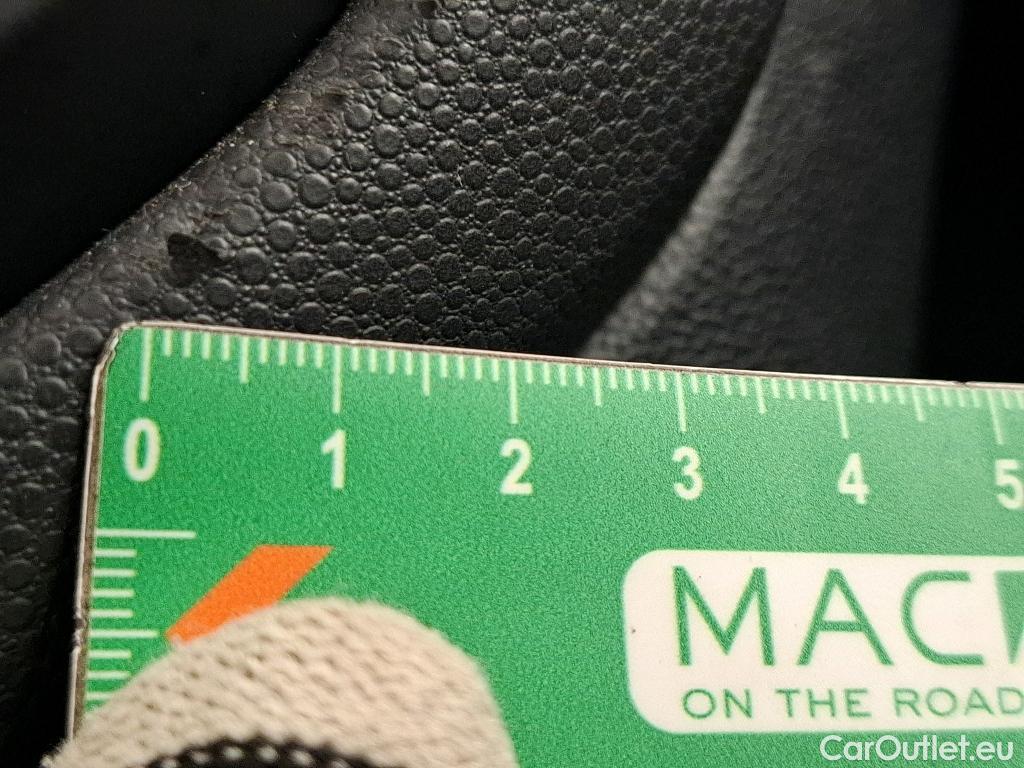 0 1 2 3 4 5
MAC
ON THE ROAD
CarOutlet.eu